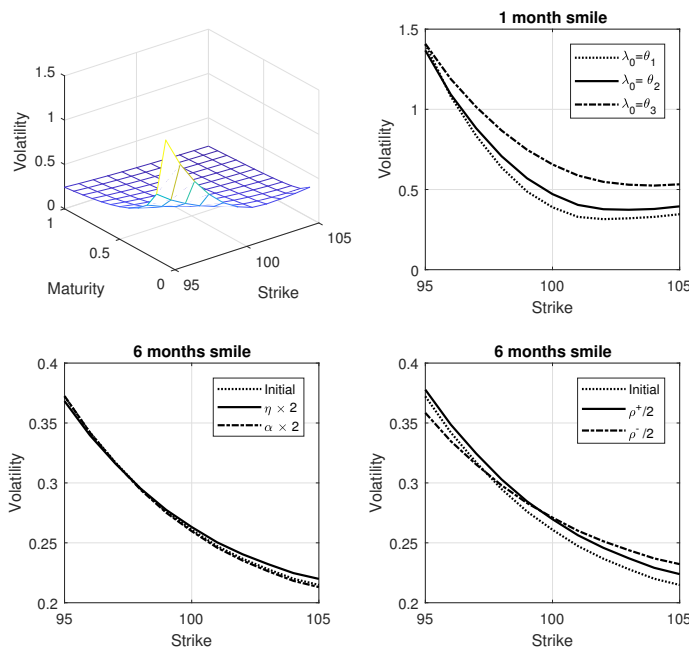 1.5
1
0.5
0
Volatility
1
0.5
0
Maturity
95
100
105
Strike
1 month smile
1.5
1
0.5
0
Volatility
λ0=θ1
λ0= θ2
λ0=θ3
95
100
105
Strike
6 months smile
0.4
0.35
0.3
0.25
0.2
Volatility
Initial
η × 2
α × 2
95
100
105
Strike
6 months smile
0.4
0.35
0.3
0.25
0.2
Volatility
Initial
ρ+/2
ρ-/2
95
100
105
Strike